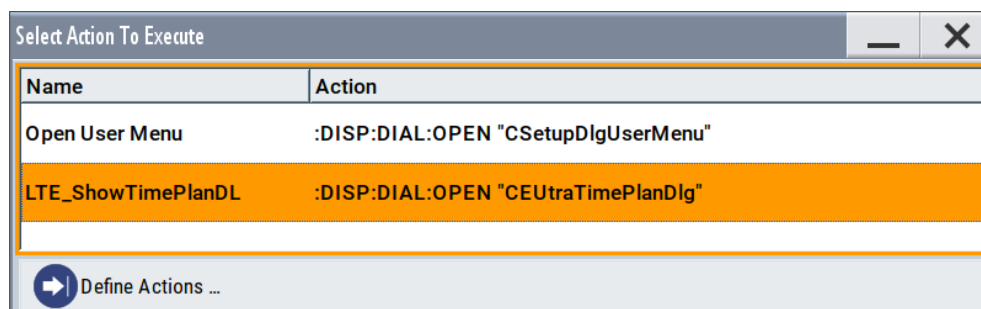 Select Action To Execute
Name Action
Open User Menu :DISP:DIAL:OPEN "CSetupDlgUserMenu"
LTE_ShowTimePlanDL :DISP:DIAL:OPEN "CEUtraTimePlanDlg"
Define Actions ...